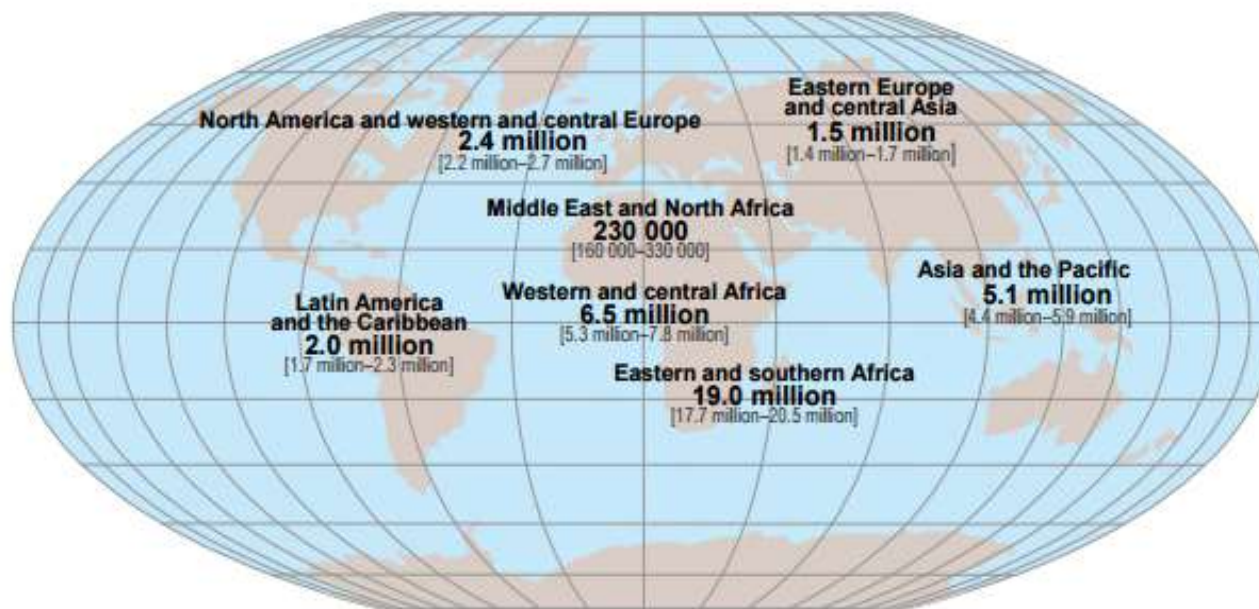 Eastern Europe
and central Asia
1.5 million
[1.4 million–1.7 million]
North America and western and central Europe
2.4 million
[2.2 million–2.7 million]
Middle East and North Africa
230 000
[160 000–330 000]
Asia and the Pacific
5.1 million
[4.4 million–5.9 million]
Western and central Africa
6.5 million
[5.3 million–7.8 million]
Latin America
and the Caribbean
2.0 million
[1.7 million–2.3 million]
Eastern and southern Africa
19.0 million
[17.7 million–20.5 million]